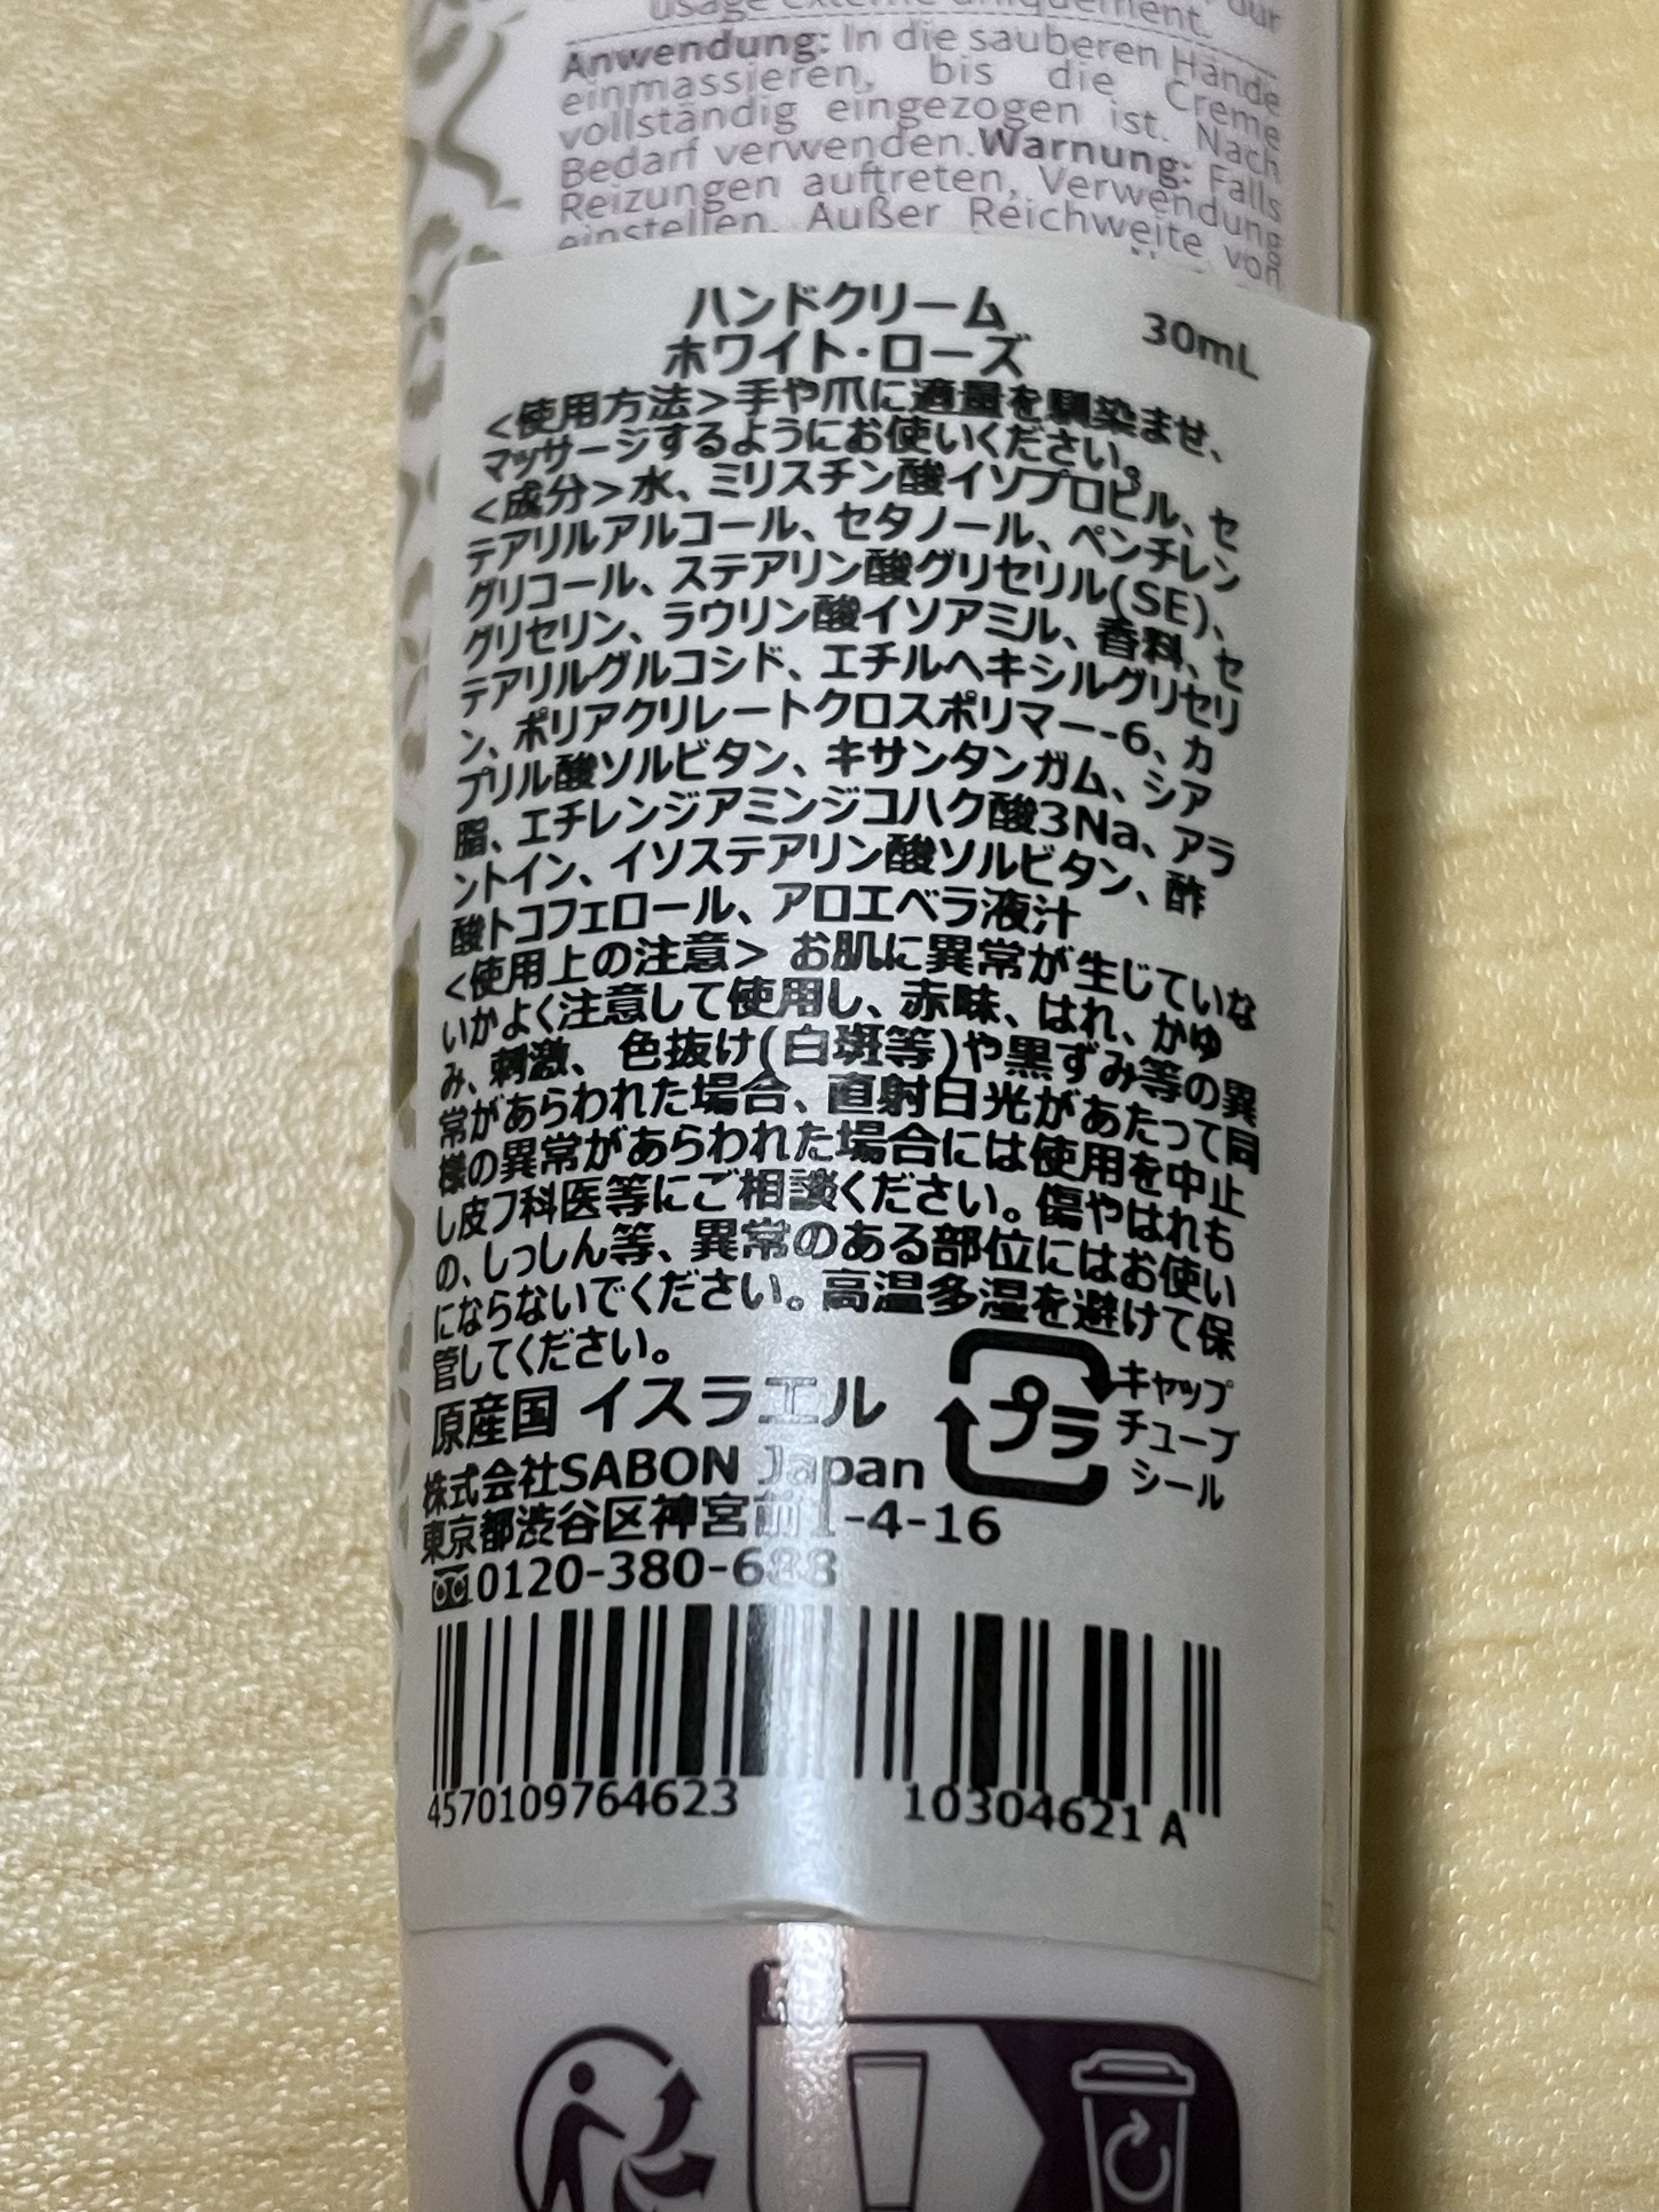 usage externe uniquement.
Anwendung: In die sauberen Hände
einmassieren, bis die Creme
vollständig eingezogen ist. Nach
Bedarf verwenden.Warnung: Falls
Reizungen auftreten, Verwendung
einstellen. Außer Reichweite von
ハンドクリーム
ホワイト・ローズ
30mL
<使用方法>手や爪に適量を馴染ませ、
マッサージするようにお使いください。
<成分>水、ミリスチン酸イソプロピル、セ
テアリルアルコール、セタノール、ペンチレン
グリコール、ステアリン酸グリセリル(SE)、
グリセリン、ラウリン酸イソアミル、香料、セ
テアリルグルコシド、エチルヘキシルグリセリ
ン、ポリアクリレートクロスポリマー-6、カ
プリル酸ソルビタン、キサンタンガム、シア
脂、エチレンジアミンジコハク酸3Na、アラ
ントイン、イソステアリン酸ソルビタン、酢
酸トコフェロール、アロエベラ液汁
<使用上の注意> お肌に異常が生じていな
いかよく注意して使用し、赤味、はれ、かゆ
み、刺激、色抜け(白斑等)や黒ずみ等の異
常があらわれた場合、直射日光があたって同
様の異常があらわれた場合には使用を中止
し皮フ科医等にご相談ください。傷やはれも
の、しっしん等、異常のある部位にはお使い
にならないでください。高温多湿を避けて保
管してください。
原産国 イスラエル
プラ
キャップ
チューブ
シール
株式会社SABON Japan
東京都渋谷区神宮前1-4-16
0120-380-688
4570109764623 10304621 A